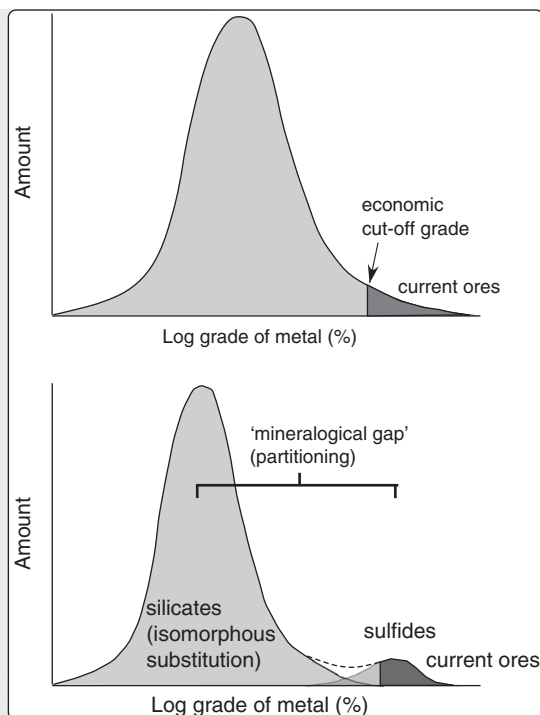 Amount
economic
cut-off grade
current ores
Log grade of metal (%)
Amount
‘mineralogical gap’
(partitioning)
silicates
(isomorphous
substitution)
sulfides
current ores
Log grade of metal (%)